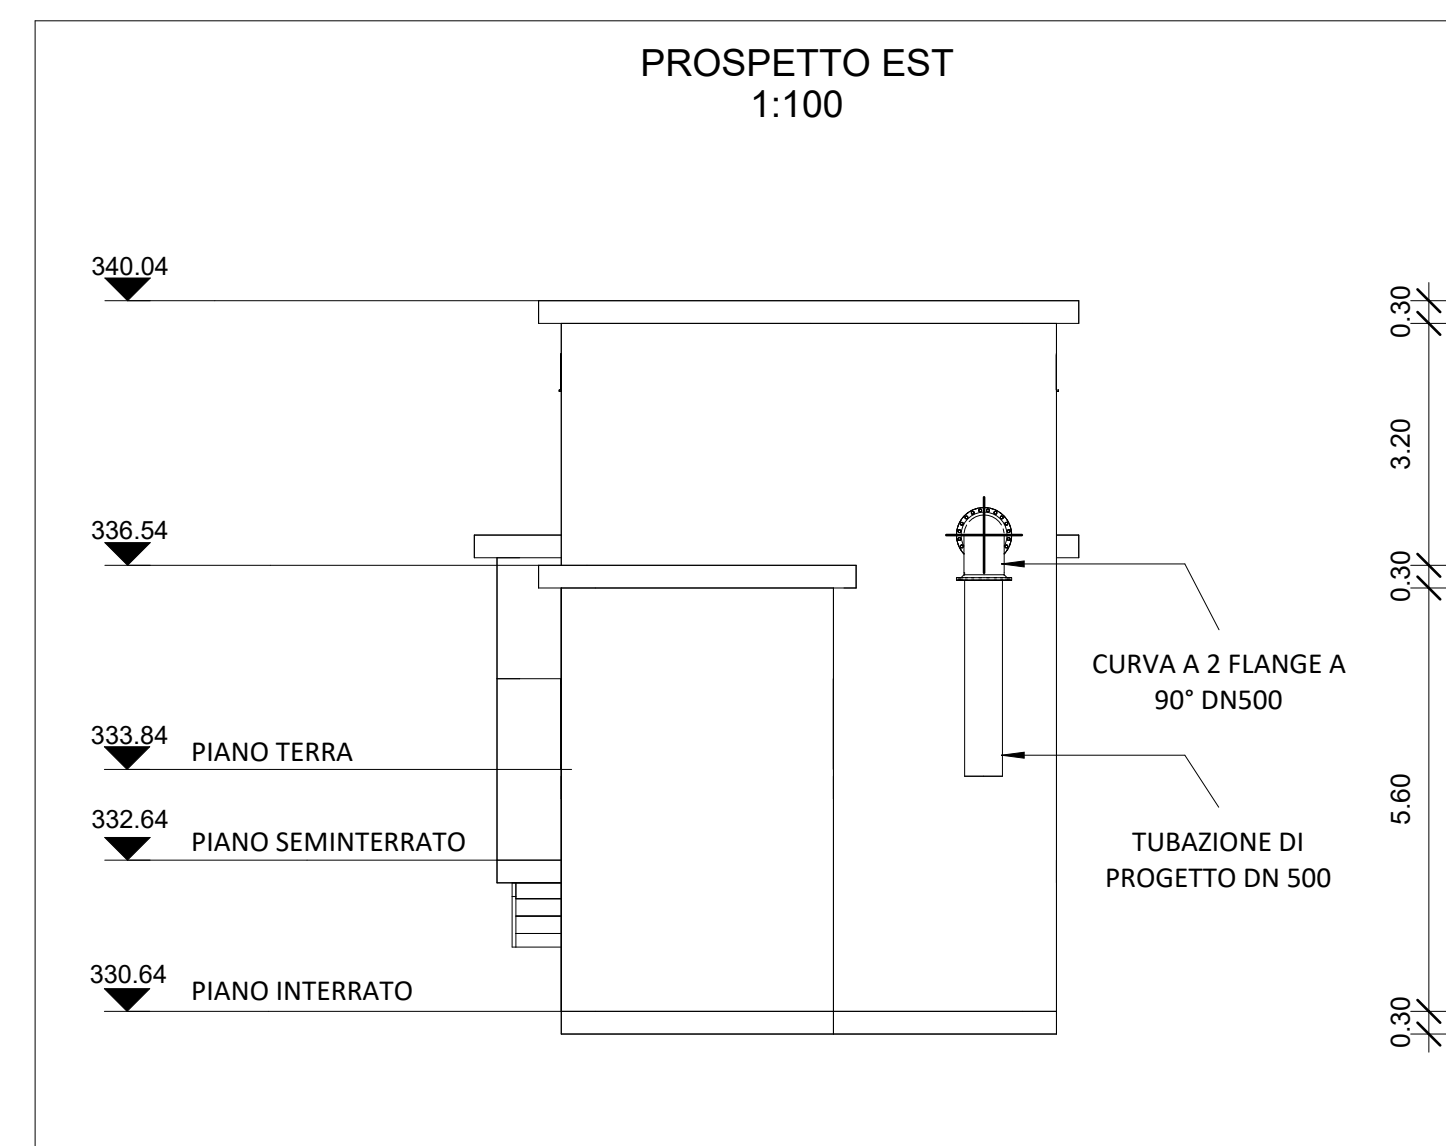 PROSPETTO EST
1:100
340.04
0.30
3.20
336.54
0.30
CURVA A 2 FLANGE A
90° DN500
333.84
PIANO TERRA
5.60
332.64
PIANO SEMINTERRATO
TUBAZIONE DI
PROGETTO DN 500
330.64
PIANO INTERRATO
0.30